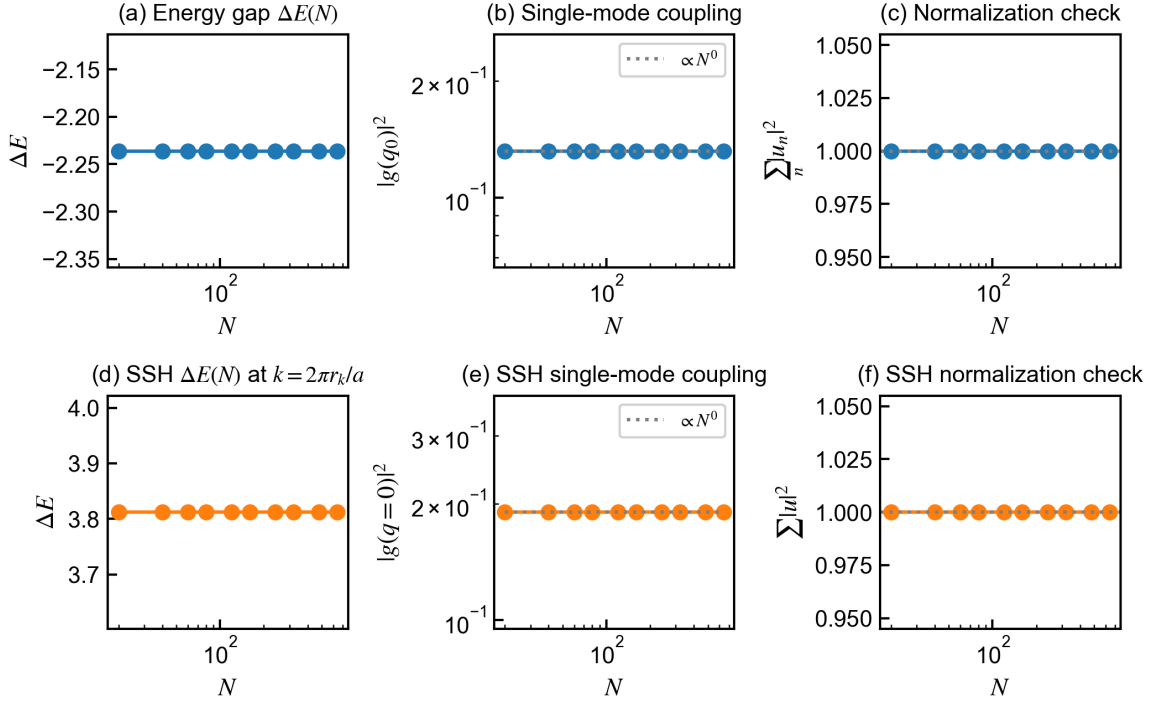 (a) Energy gap ΔE(N)
−2.15
−2.20
−2.25
−2.30
−2.35
ΔE
10²
N
(b) Single-mode coupling
2 × 10⁻¹
10⁻¹
|g(q₀)|²
∝N⁰
10²
N
(c) Normalization check
1.050
1.025
1.000
0.975
0.950
∑ₙ|uₙ|²
10²
N
(d) SSH ΔE(N) at k = 2πrₖ/a
4.0
3.9
3.8
3.7
ΔE
10²
N
(e) SSH single-mode coupling
3 × 10⁻¹
2 × 10⁻¹
10⁻¹
|g(q = 0)|²
∝N⁰
10²
N
(f) SSH normalization check
1.050
1.025
1.000
0.975
0.950
∑|u|²
10²
N